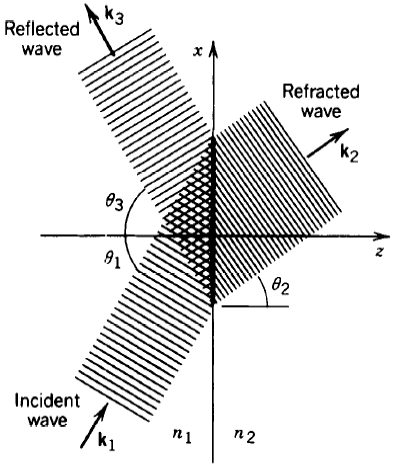 k3
Reflected
wave
x
Refracted
wave
k2
θ3
z
θ1
θ2
Incident
wave
k1
n1
n2